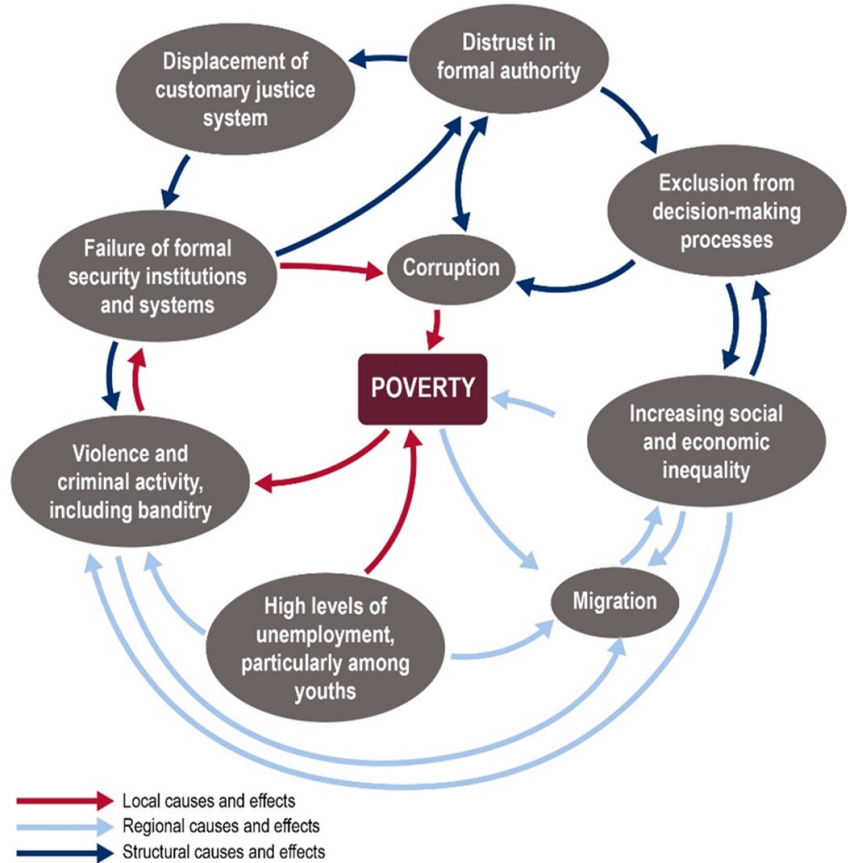 Displacement of
customary justice
system
Distrust in
formal authority
Exclusion from
decision-making
processes
Failure of formal
security institutions
and systems
Corruption
POVERTY
Increasing social
and economic
inequality
Violence and
criminal activity,
including banditry
High levels of
unemployment,
particularly among
youths
Migration
Local causes and effects
Regional causes and effects
Structural causes and effects